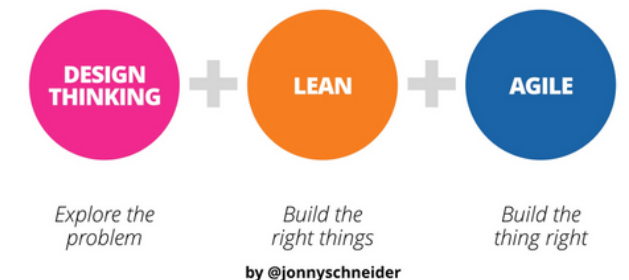 DESIGN
THINKING
LEAN
AGILE
Explore the
problem
Build the
right things
Build the
thing right
by @jonnyschneider